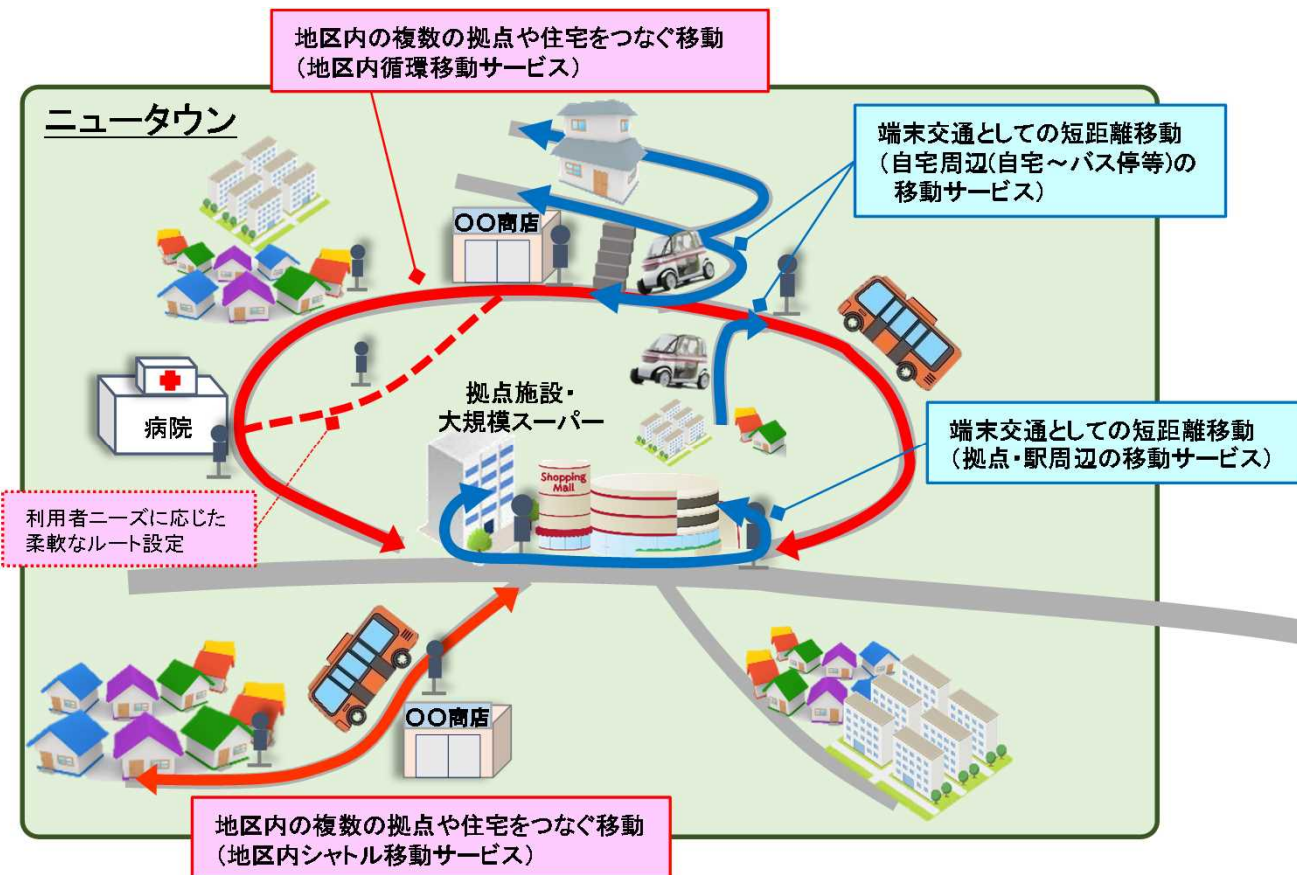 地区内の複数の拠点や住宅をつなぐ移動
(地区内循環移動サービス)
ニュータウン
端末交通としての短距離移動
(自宅周辺(自宅～バス停等)の
移動サービス)
〇〇商店
拠点施設・
大規模スーパー
病院
端末交通としての短距離移動
(拠点・駅周辺の移動サービス)
Shopping
Mall
利用者ニーズに応じた
柔軟なルート設定
〇〇商店
地区内の複数の拠点や住宅をつなぐ移動
(地区内シャトル移動サービス)